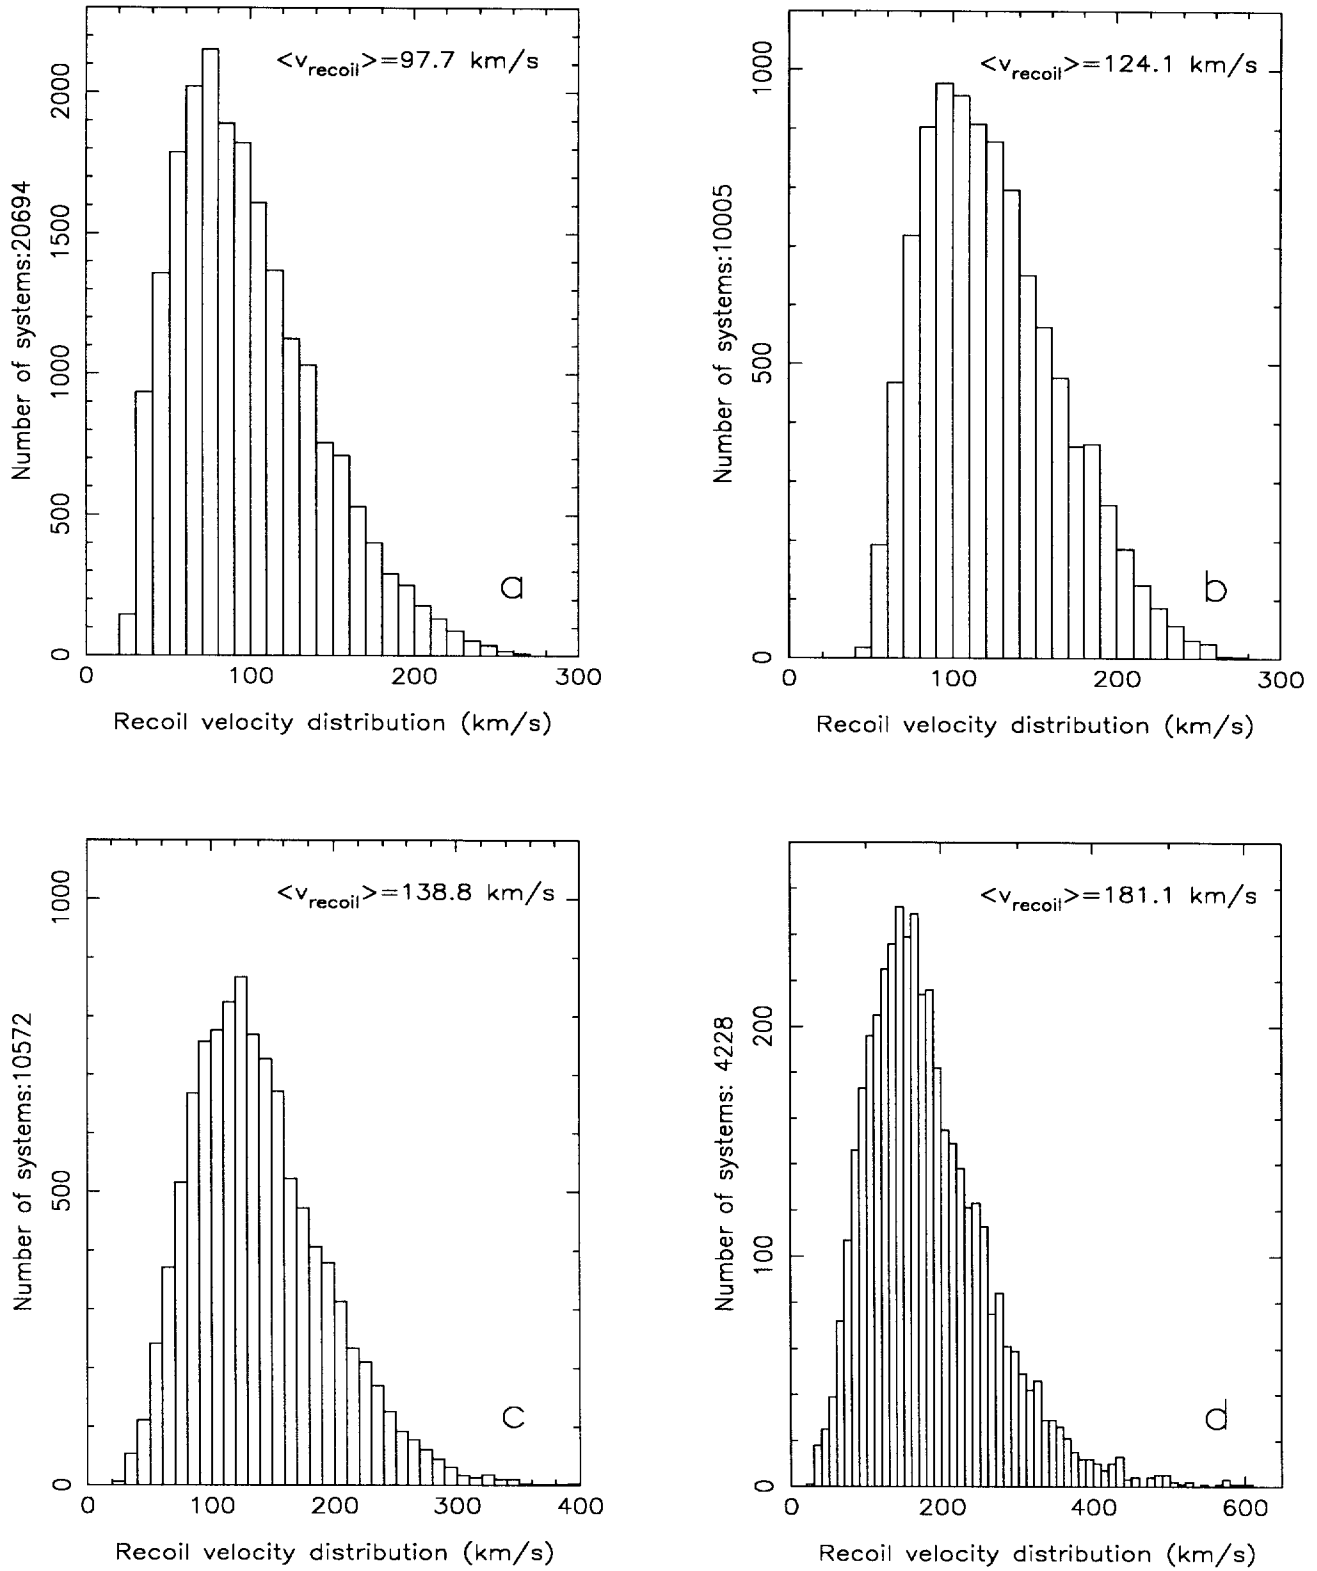 <v_recoil>=97.7 km/s
2000
1500
1000
500
0
Number of systems:20694
a
0 100 200 300
Recoil velocity distribution (km/s)
<v_recoil>=124.1 km/s
1000
500
0
Number of systems:10005
b
0 100 200 300
Recoil velocity distribution (km/s)
<v_recoil>=138.8 km/s
1000
500
0
Number of systems:10572
c
0 100 200 300 400
Recoil velocity distribution (km/s)
<v_recoil>=181.1 km/s
200
100
0
Number of systems: 4228
d
0 200 400 600
Recoil velocity distribution (km/s)